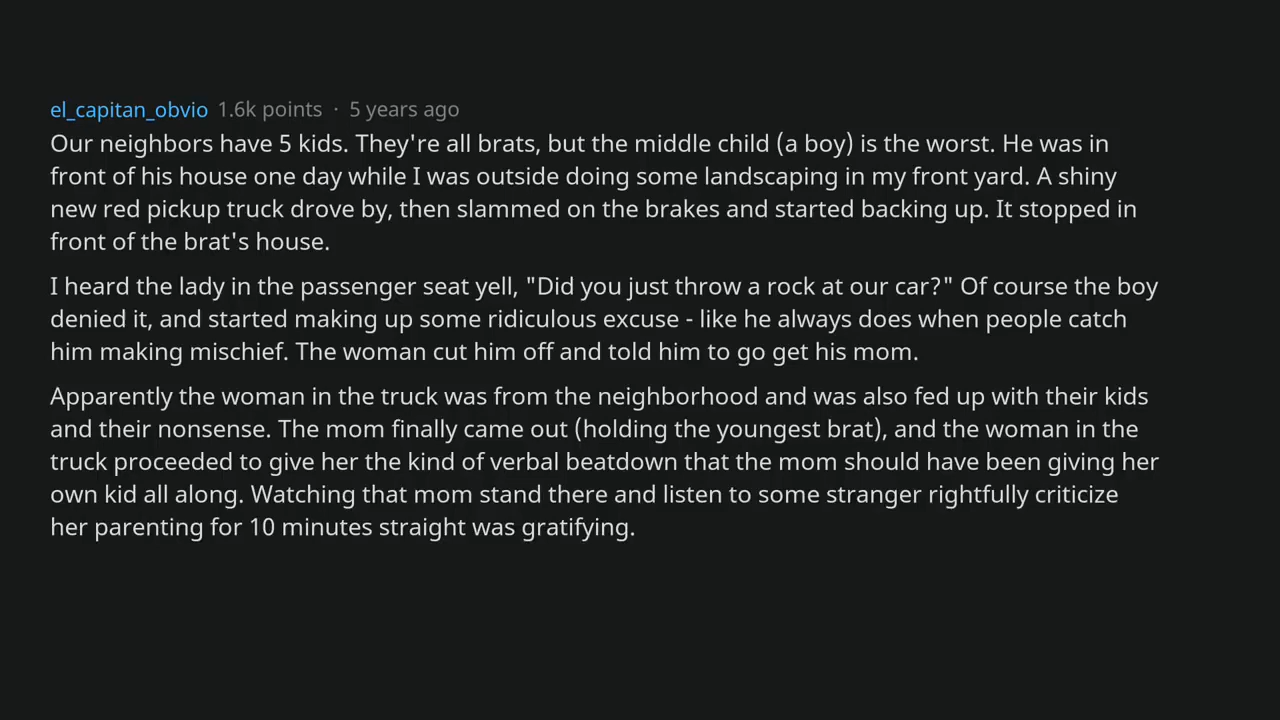 el_capitan_obvio 1.6k points · 5 years ago
Our neighbors have 5 kids. They're all brats, but the middle child (a boy) is the worst. He was in
front of his house one day while I was outside doing some landscaping in my front yard. A shiny
new red pickup truck drove by, then slammed on the brakes and started backing up. It stopped in
front of the brat's house.
I heard the lady in the passenger seat yell, "Did you just throw a rock at our car?" Of course the boy
denied it, and started making up some ridiculous excuse - like he always does when people catch
him making mischief. The woman cut him off and told him to go get his mom.
Apparently the woman in the truck was from the neighborhood and was also fed up with their kids
and their nonsense. The mom finally came out (holding the youngest brat), and the woman in the
truck proceeded to give her the kind of verbal beatdown that the mom should have been giving her
own kid all along. Watching that mom stand there and listen to some stranger rightfully criticize
her parenting for 10 minutes straight was gratifying.